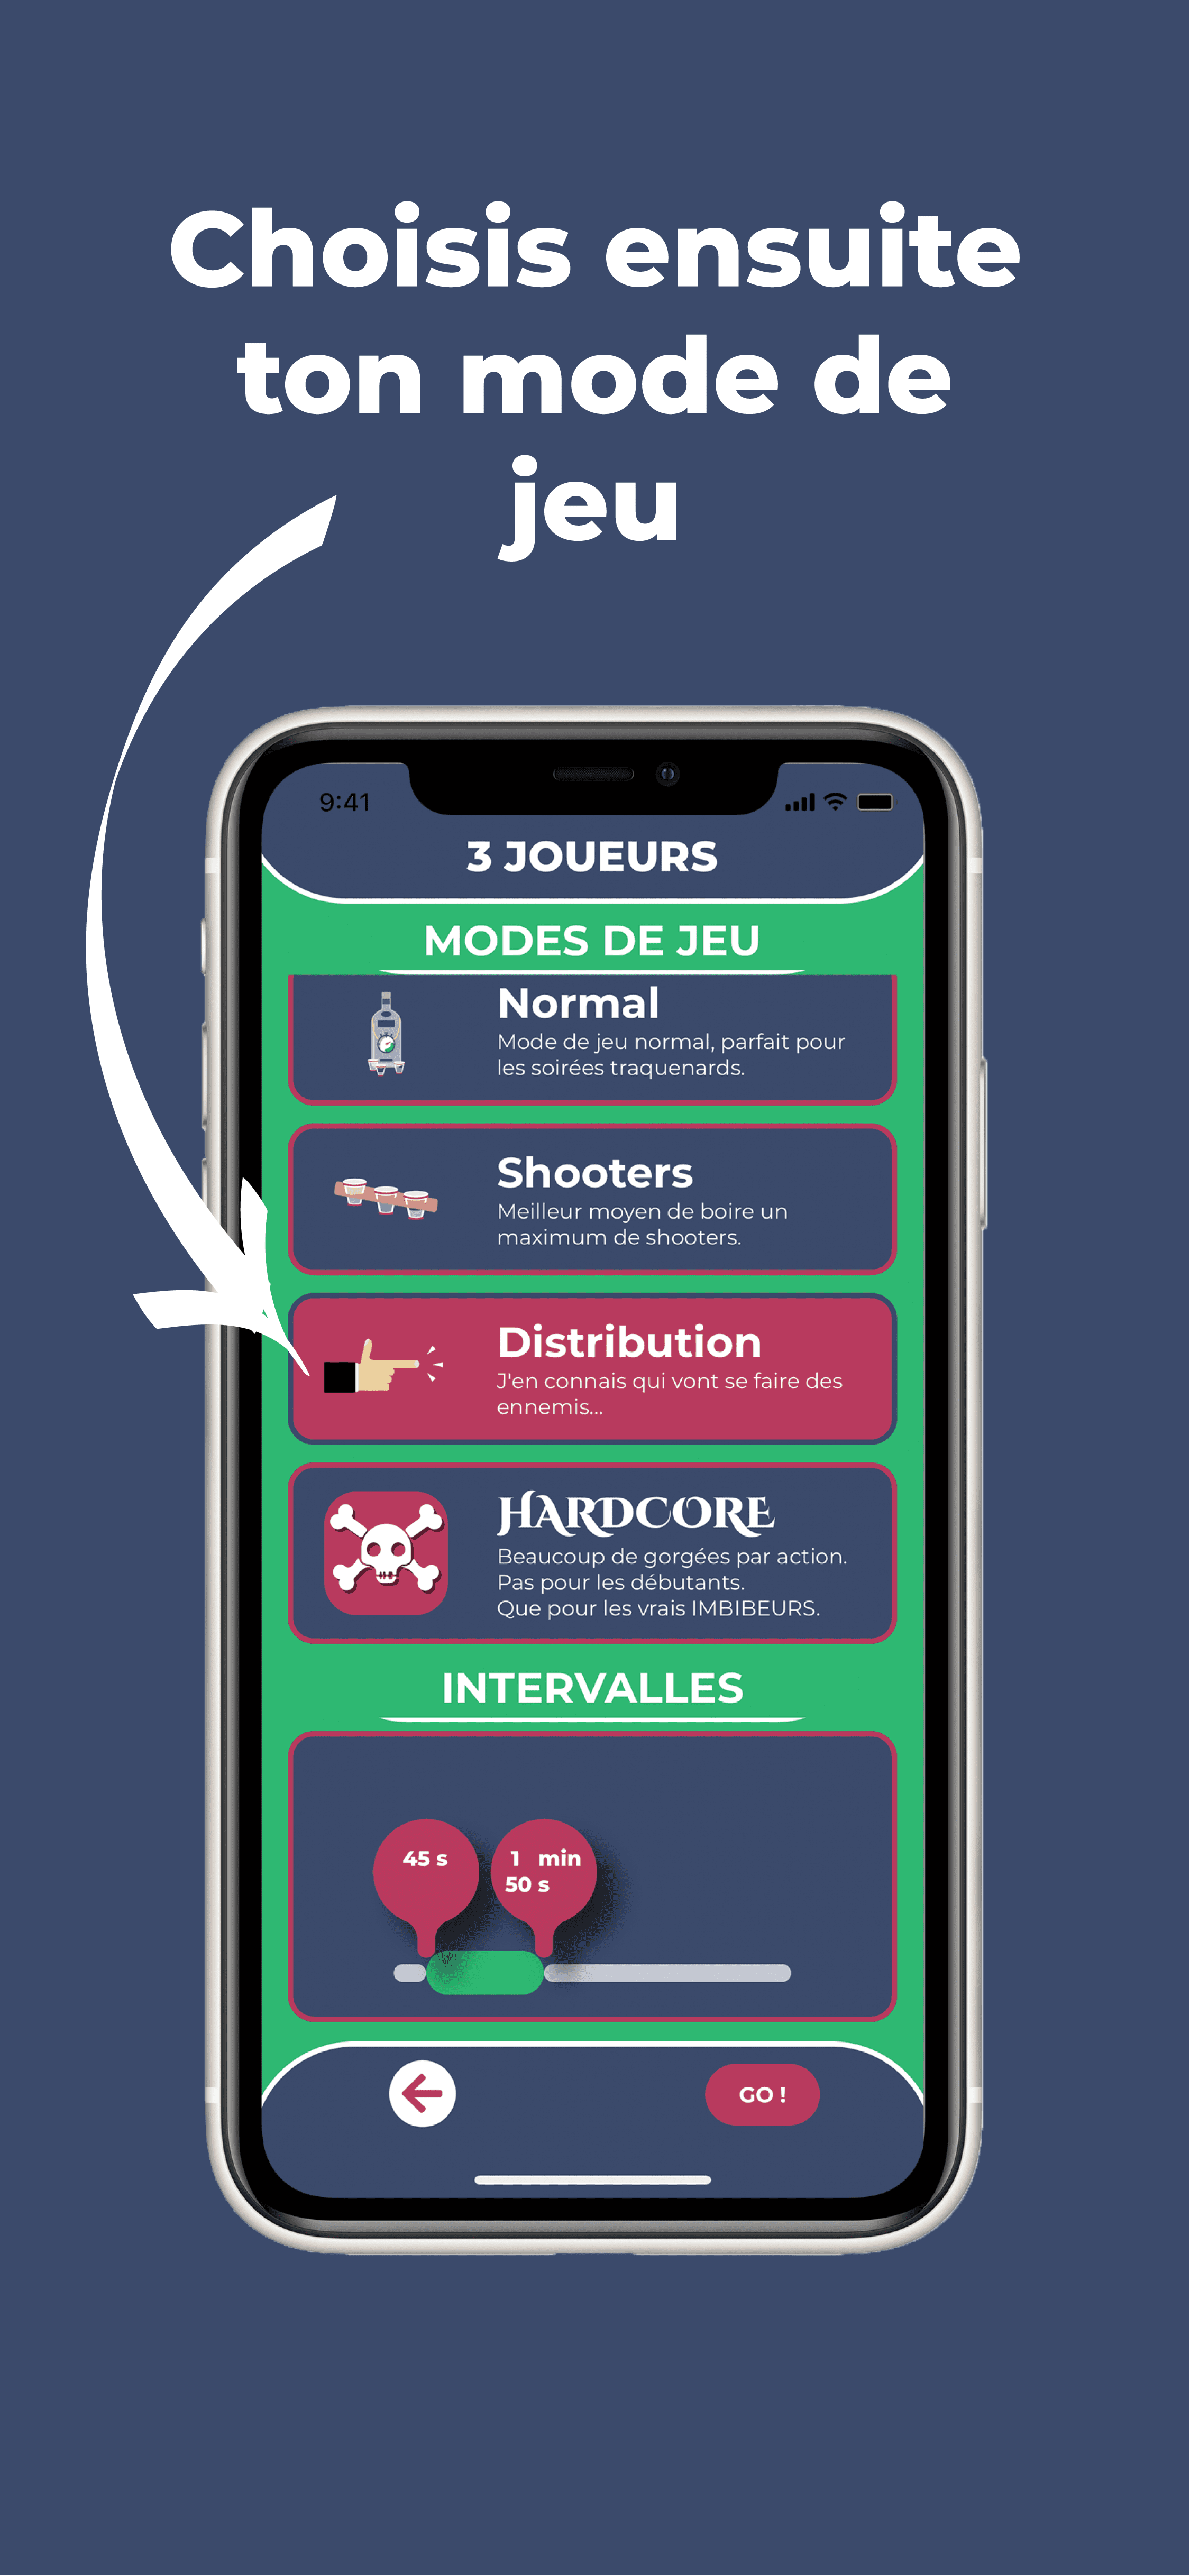 Choisis ensuite
ton mode de
jeu
9:41
3 JOUEURS
MODES DE JEU
Normal
Mode de jeu normal, parfait pour
les soirées traquenards.
Shooters
Meilleur moyen de boire un
maximum de shooters.
Distribution
J'en connais qui vont se faire des
ennemis...
HARDCORE
Beaucoup de gorgées par action.
Pas pour les débutants.
Que pour les vrais IMBIBEURS.
INTERVALLES
45 s
1 min
50 s
GO !